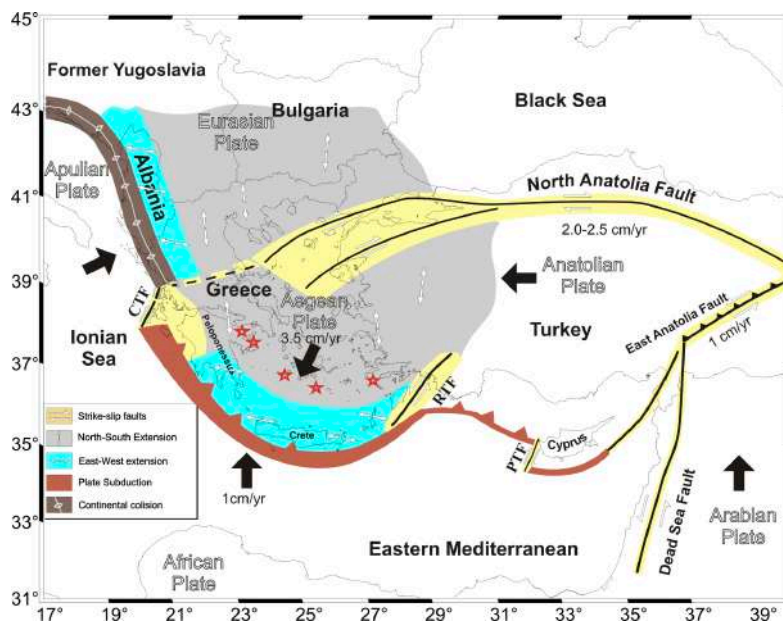 45°
43°
41°
39°
37°
35°
33°
31°
17°
19°
21°
23°
25°
27°
29°
31°
33°
35°
37°
39°
Former Yugoslavia
Bulgaria
Black Sea
Eurasian
Plate
Apulian
Plate
Albania
North Anatolia Fault
2.0-2.5 cm/yr
Anatolian
Plate
Greece
Aegean
Plate
3.5 cm/yr
CTF
Ionian
Sea
Peloponessus
Turkey
East Anatolia Fault
1 cm/yr
RTF
Crete
PTF
Cyprus
1cm/yr
Dead Sea Fault
Arabian
Plate
Eastern Mediterranean
African
Plate
Strike-slip faults
North-South Extension
East-West extension
Plate Subduction
Continental colision